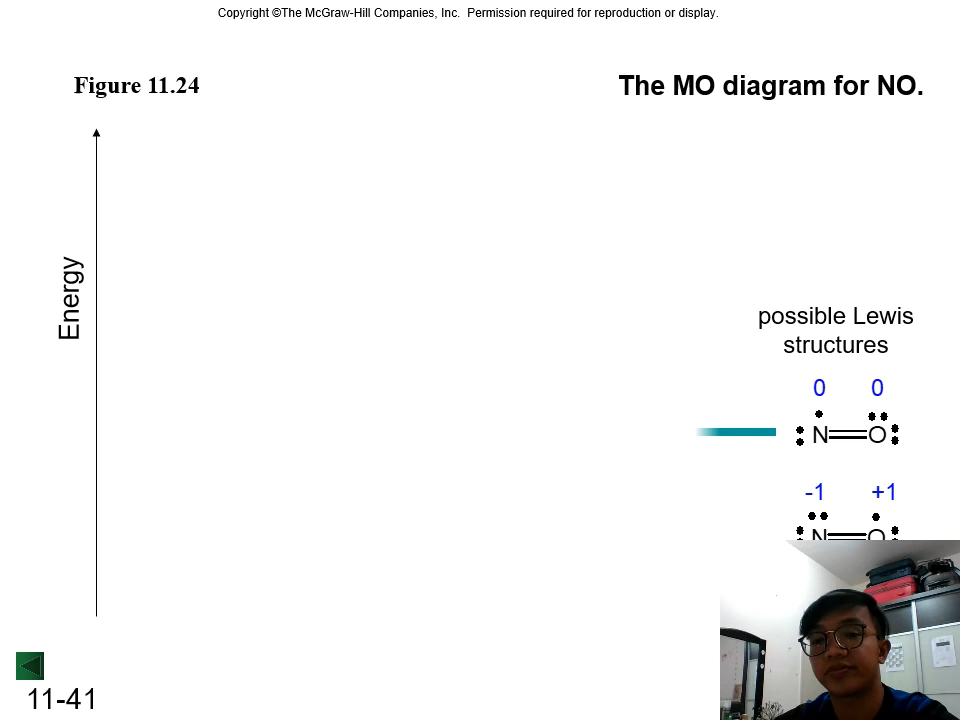 Copyright ©The McGraw-Hill Companies, Inc.  Permission required for reproduction or display.
Figure 11.24
The MO diagram for NO.
Energy
possible Lewis
structures
0 0
N O
-1 +1
N O
11-41